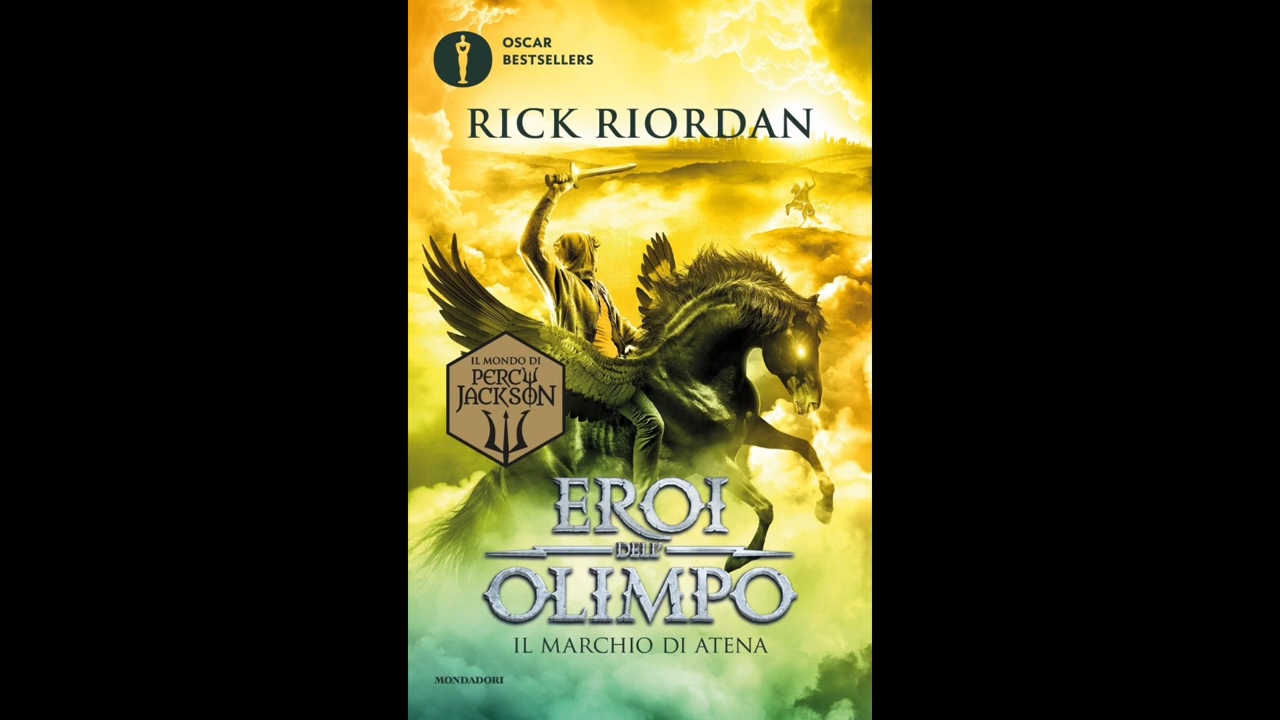 OSCAR
BESTSELLERS
RICK RIORDAN
IL MONDO DI
PERCY
JACKSON
EROI
DELL'
OLIMPO
IL MARCHIO DI ATENA
MONDADORI